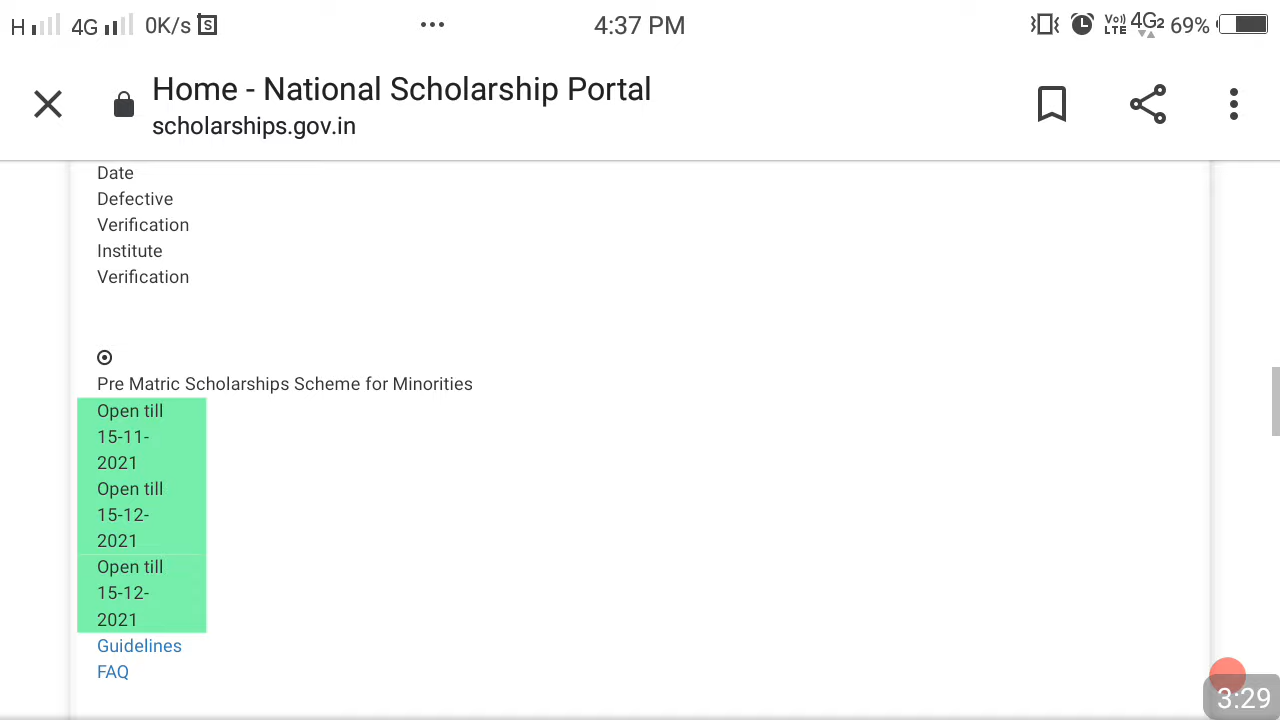 H 4G 0K/s S ... 4:37 PM Vo) LTE 4G2 69%
Home - National Scholarship Portal
scholarships.gov.in
Date
Defective
Verification
Institute
Verification
Pre Matric Scholarships Scheme for Minorities
Open till
15-11-
2021
Open till
15-12-
2021
Open till
15-12-
2021
Guidelines
FAQ
3:29